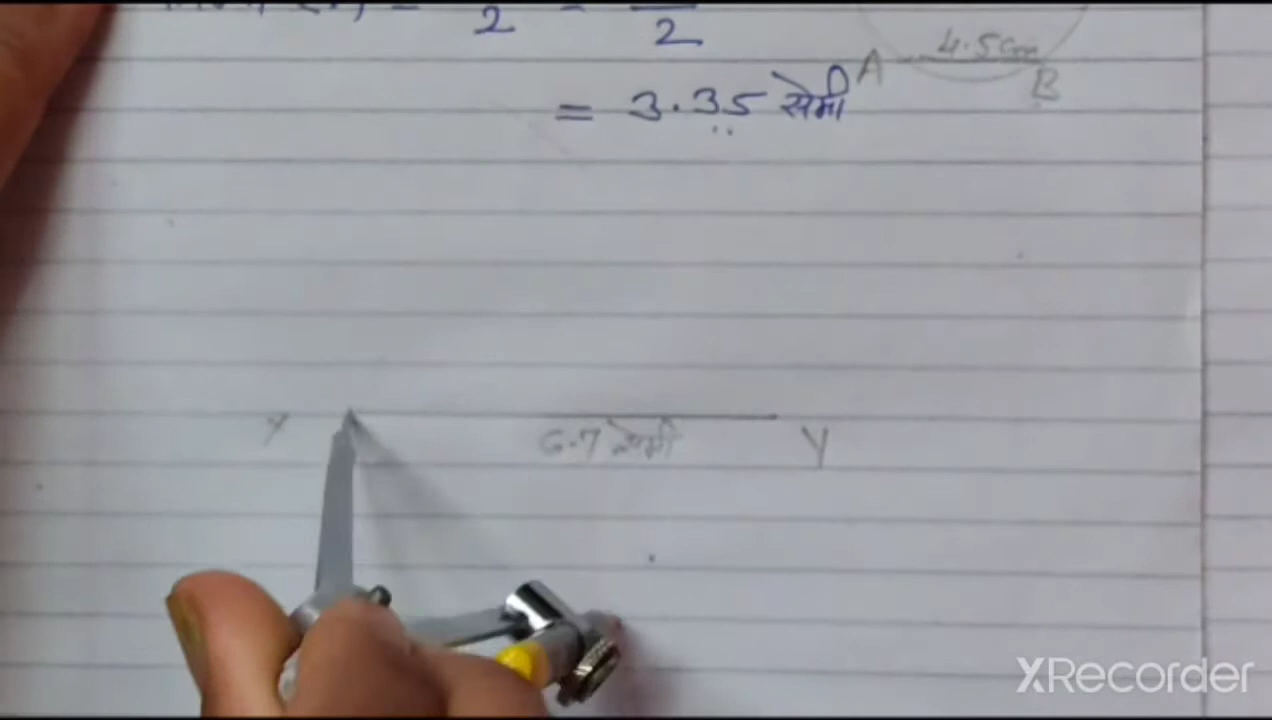 (r) = — = —
2 2
= 3.35 सेमी
4.5cm
A B
X 6.7 सेमी Y
XRecorder